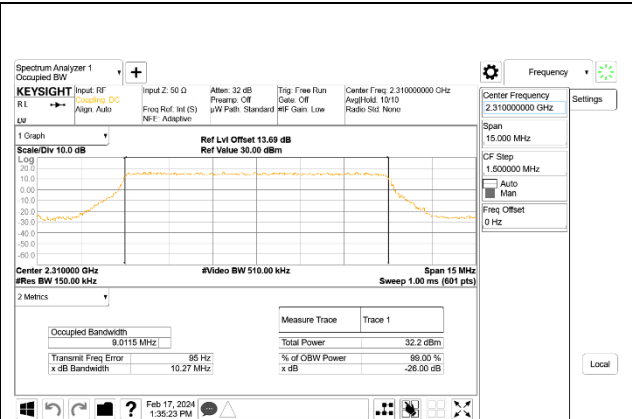 Spectrum Analyzer 1
Occupied BW
Frequency
KEYSIGHT Input: RF Input Z: 50 Ω Atten: 32 dB Trig: Free Run Center Freq: 2.310000000 GHz
RL Coupling: DC Preamp: Off Gate: Off Avg|Hold: 10/10
Align: Auto Freq Ref: Int (S) µW Path: Standard #IF Gain: Low Radio Std: None
NFE: Adaptive
Center Frequency
2.310000000 GHz
Settings
Span
15.000 MHz
CF Step
1.500000 MHz
Auto
Man
Freq Offset
0 Hz
1 Graph
Ref Lvl Offset 13.69 dB
Scale/Div 10.0 dB Ref Value 30.00 dBm
Log
20.0
10.0
0.00
-10.0
-20.0
-30.0
-40.0
-50.0
-60.0
Center 2.310000 GHz #Video BW 510.00 kHz Span 15 MHz
#Res BW 150.00 kHz Sweep 1.00 ms (601 pts)
2 Metrics
Measure Trace Trace 1
Occupied Bandwidth
9.0115 MHz Total Power 32.2 dBm
Transmit Freq Error 95 Hz % of OBW Power 99.00 %
x dB Bandwidth 10.27 MHz x dB -26.00 dB
Local
? Feb 17, 2024
1:35:23 PM